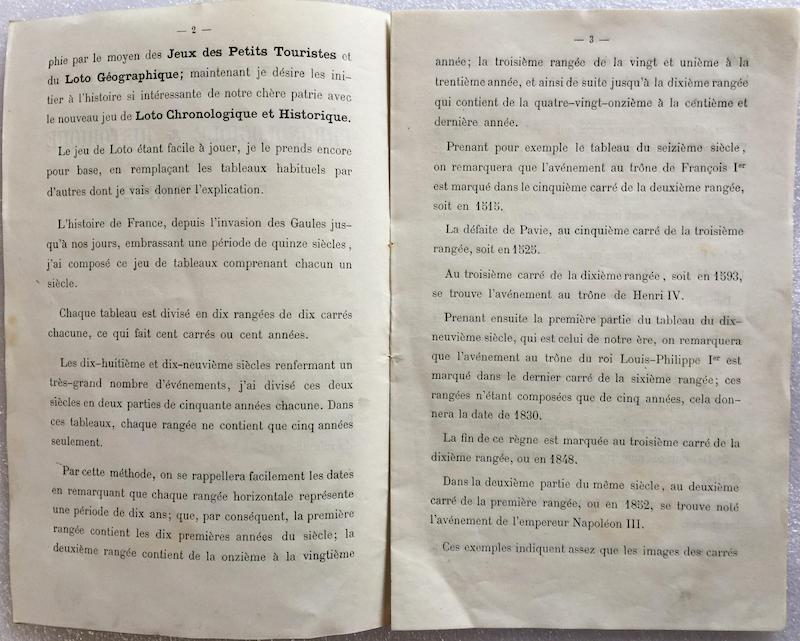 — 2 —
phie par le moyen des Jeux des Petits Touristes et
du Loto Géographique; maintenant je désire les ini-
tier à l'histoire si intéressante de notre chère patrie avec
le nouveau jeu de Loto Chronologique et Historique.
Le jeu de Loto étant facile à jouer, je le prends encore
pour base, en remplaçant les tableaux habituels par
d'autres dont je vais donner l'explication.
L'histoire de France, depuis l'invasion des Gaules jus-
qu'à nos jours, embrassant une période de quinze siècles,
j'ai composé ce jeu de tableaux comprenant chacun un
siècle.
Chaque tableau est divisé en dix rangées de dix carrés
chacune, ce qui fait cent carrés ou cent années.
Les dix-huitième et dix-neuvième siècles renfermant un
très-grand nombre d'événements, j'ai divisé ces deux
siècles en deux parties de cinquante années chacune. Dans
ces tableaux, chaque rangée ne contient que cinq années
seulement.
Par cette méthode, on se rappellera facilement les dates
en remarquant que chaque rangée horizontale représente
une période de dix ans; que, par conséquent, la première
rangée contient les dix premières années du siècle; la
deuxième rangée contient de la onzième à la vingtième
— 3 —
année; la troisième rangée de la vingt et unième à la
trentième année, et ainsi de suite jusqu'à la dixième rangée
qui contient de la quatre-vingt-onzième à la centième et
dernière année.
Prenant pour exemple le tableau du seizième siècle,
on remarquera que l'avénement au trône de François Ier
est marqué dans le cinquième carré de la deuxième rangée,
soit en 1515.
La défaite de Pavie, au cinquième carré de la troisième
rangée, soit en 1525.
Au troisième carré de la dixième rangée, soit en 1593,
se trouve l'avénement au trône de Henri IV.
Prenant ensuite la première partie du tableau du dix-
neuvième siècle, qui est celui de notre ère, on remarquera
que l'avénement au trône du roi Louis-Philippe Ier est
marqué dans le dernier carré de la sixième rangée; ces
rangées n'étant composées que de cinq années, cela don-
nera la date de 1830.
La fin de ce règne est marquée au troisième carré de la
dixième rangée, ou en 1848.
Dans la deuxième partie du même siècle, au deuxième
carré de la première rangée, ou en 1852, se trouve noté
l'avénement de l'empereur Napoléon III.
Ces exemples indiquent assez que les images des carrés